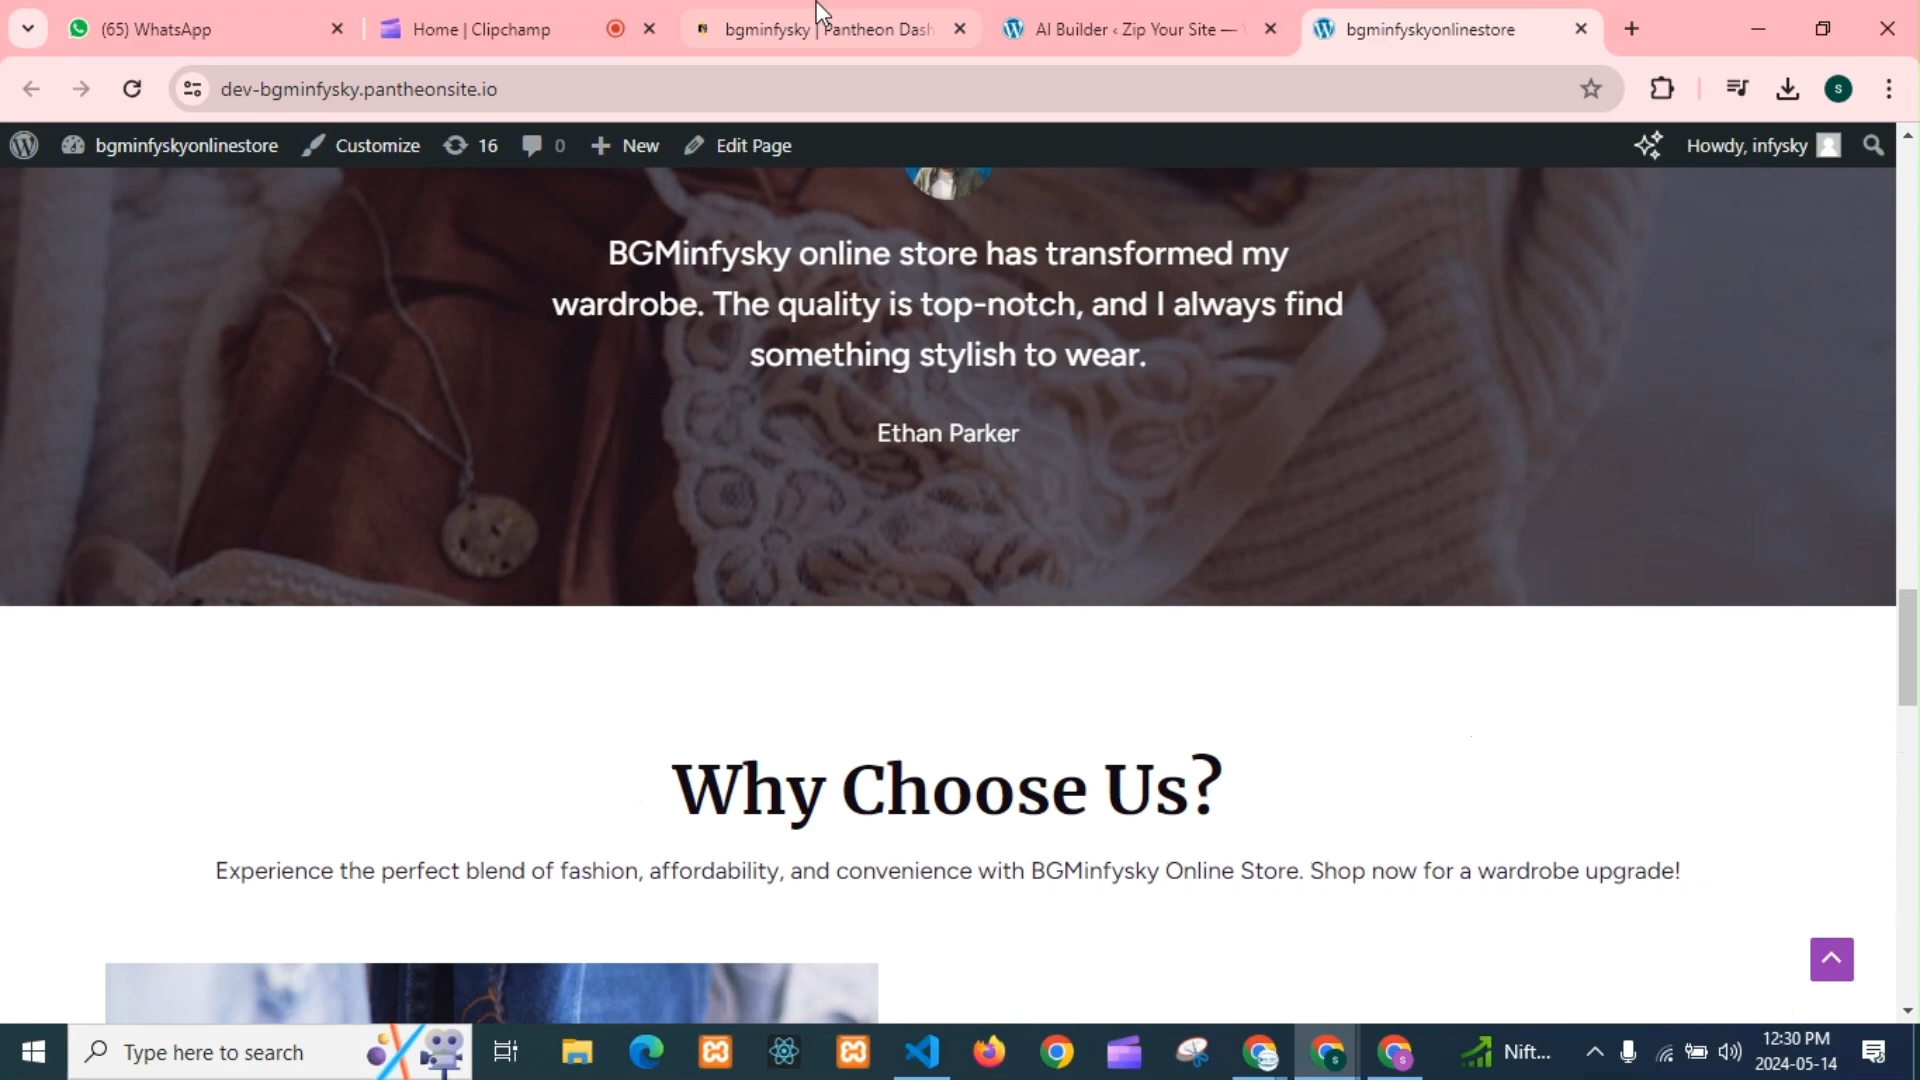 (65) WhatsApp
Home | Clipchamp
bgminfysky | Pantheon Dash
AI Builder ‹ Zip Your Site —
bgminfyskyonlinestore
dev-bgminfysky.pantheonsite.io
S
bgminfyskyonlinestore
Customize
16
0
New
Edit Page
Howdy, infysky
BGMinfysky online store has transformed my
wardrobe. The quality is top-notch, and I always find
something stylish to wear.
Ethan Parker
Why Choose Us?
Experience the perfect blend of fashion, affordability, and convenience with BGMinfysky Online Store. Shop now for a wardrobe upgrade!
Type here to search
Nift...
12:30 PM
2024-05-14